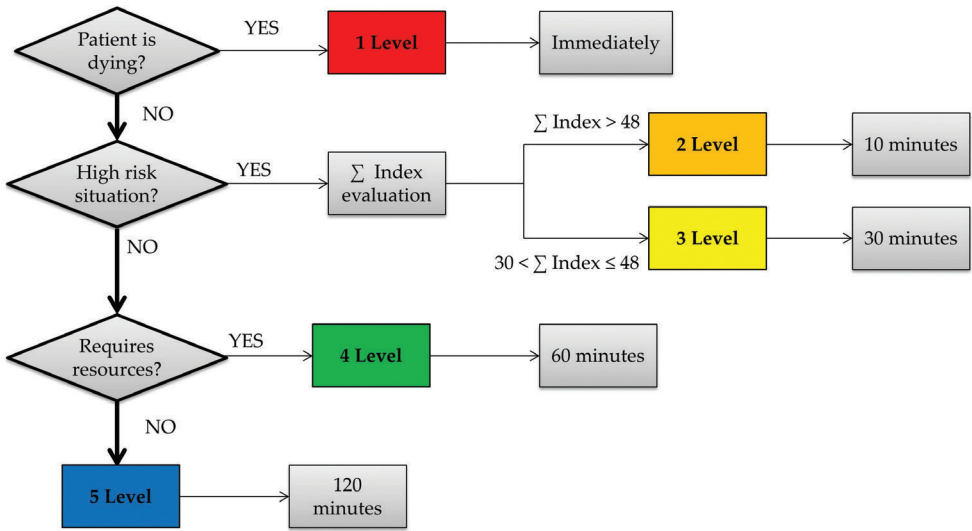 Patient is
dying?
YES
1 Level
Immediately
NO
High risk
situation?
YES
∑ Index
evaluation
∑ Index > 48
2 Level
10 minutes
30 < ∑ Index ≤ 48
3 Level
30 minutes
NO
Requires
resources?
YES
4 Level
60 minutes
NO
5 Level
120
minutes